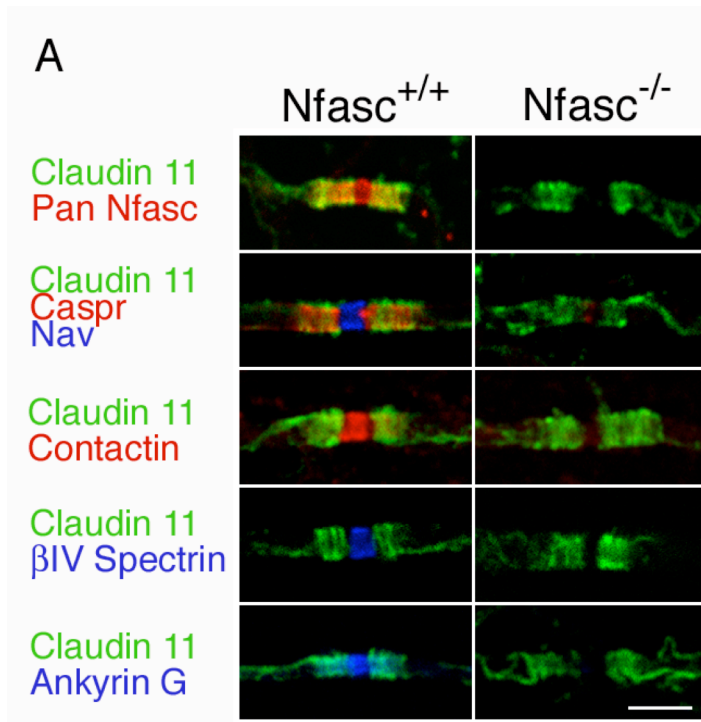 A
Nfasc+/+ Nfasc-/-
Claudin 11
Pan Nfasc
Claudin 11
Caspr
Nav
Claudin 11
Contactin
Claudin 11
βIV Spectrin
Claudin 11
Ankyrin G